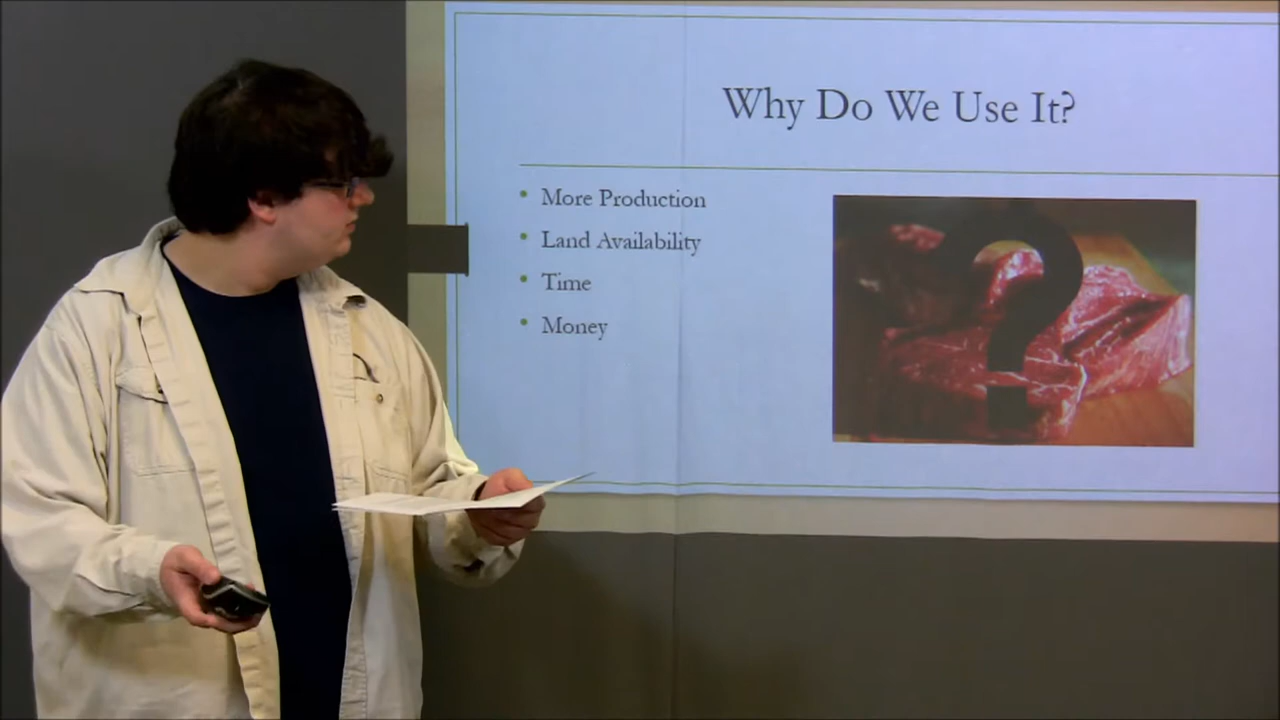 Why Do We Use It?
• More Production
• Land Availability
• Time
• Money